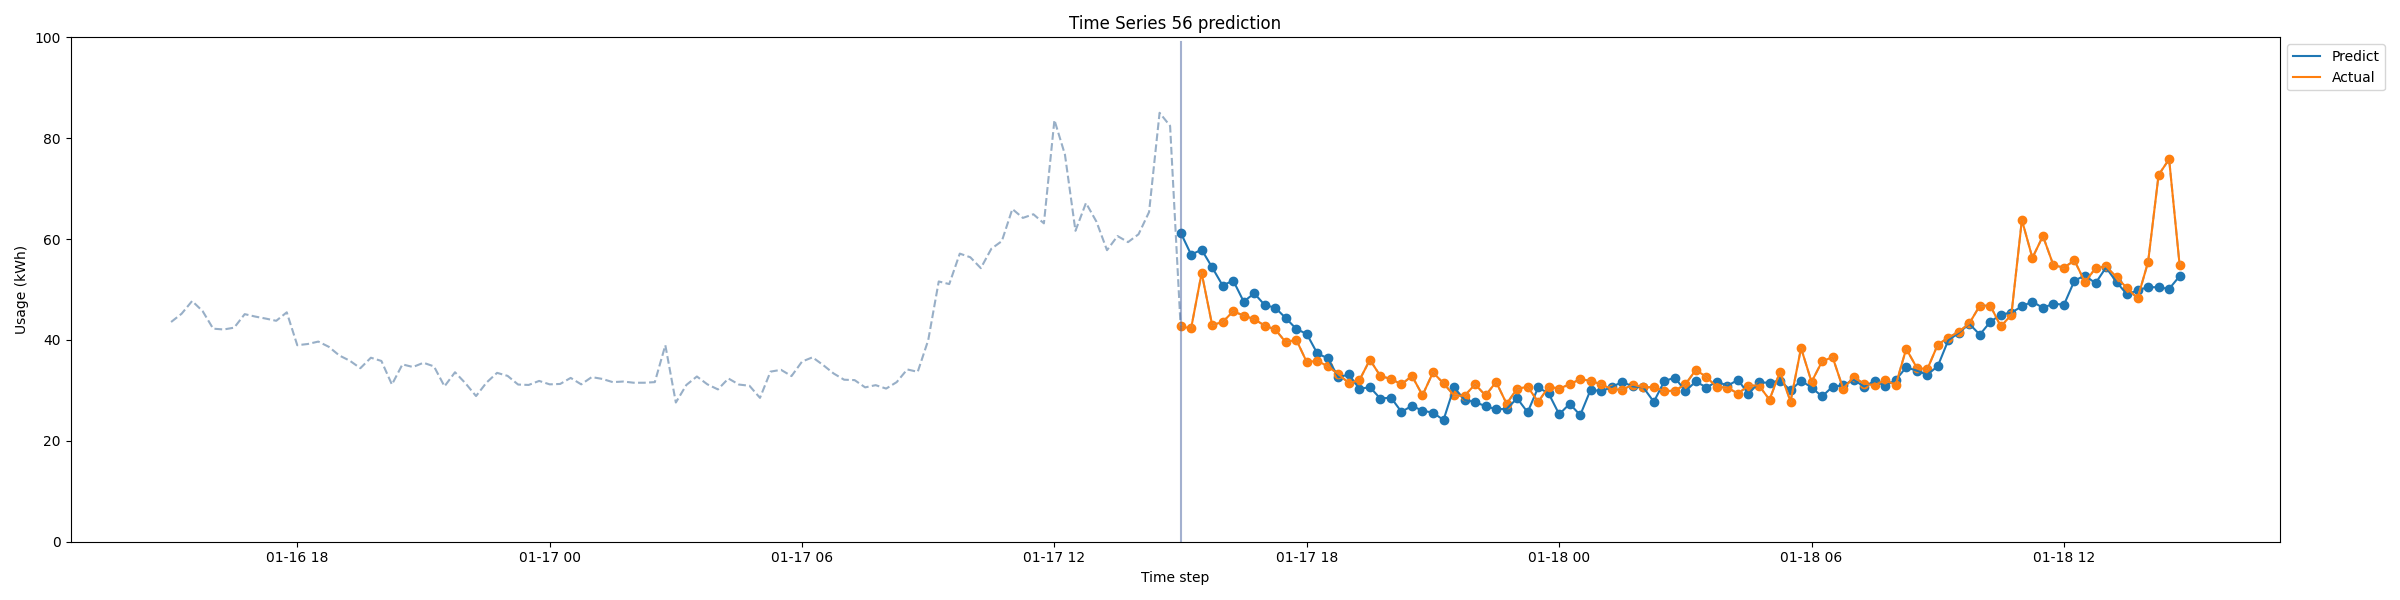 Time Series 56 prediction
Predict
Actual
Usage (kWh)
100
80
60
40
20
0
01-16 18
01-17 00
01-17 06
01-17 12
01-17 18
01-18 00
01-18 06
01-18 12
Time step